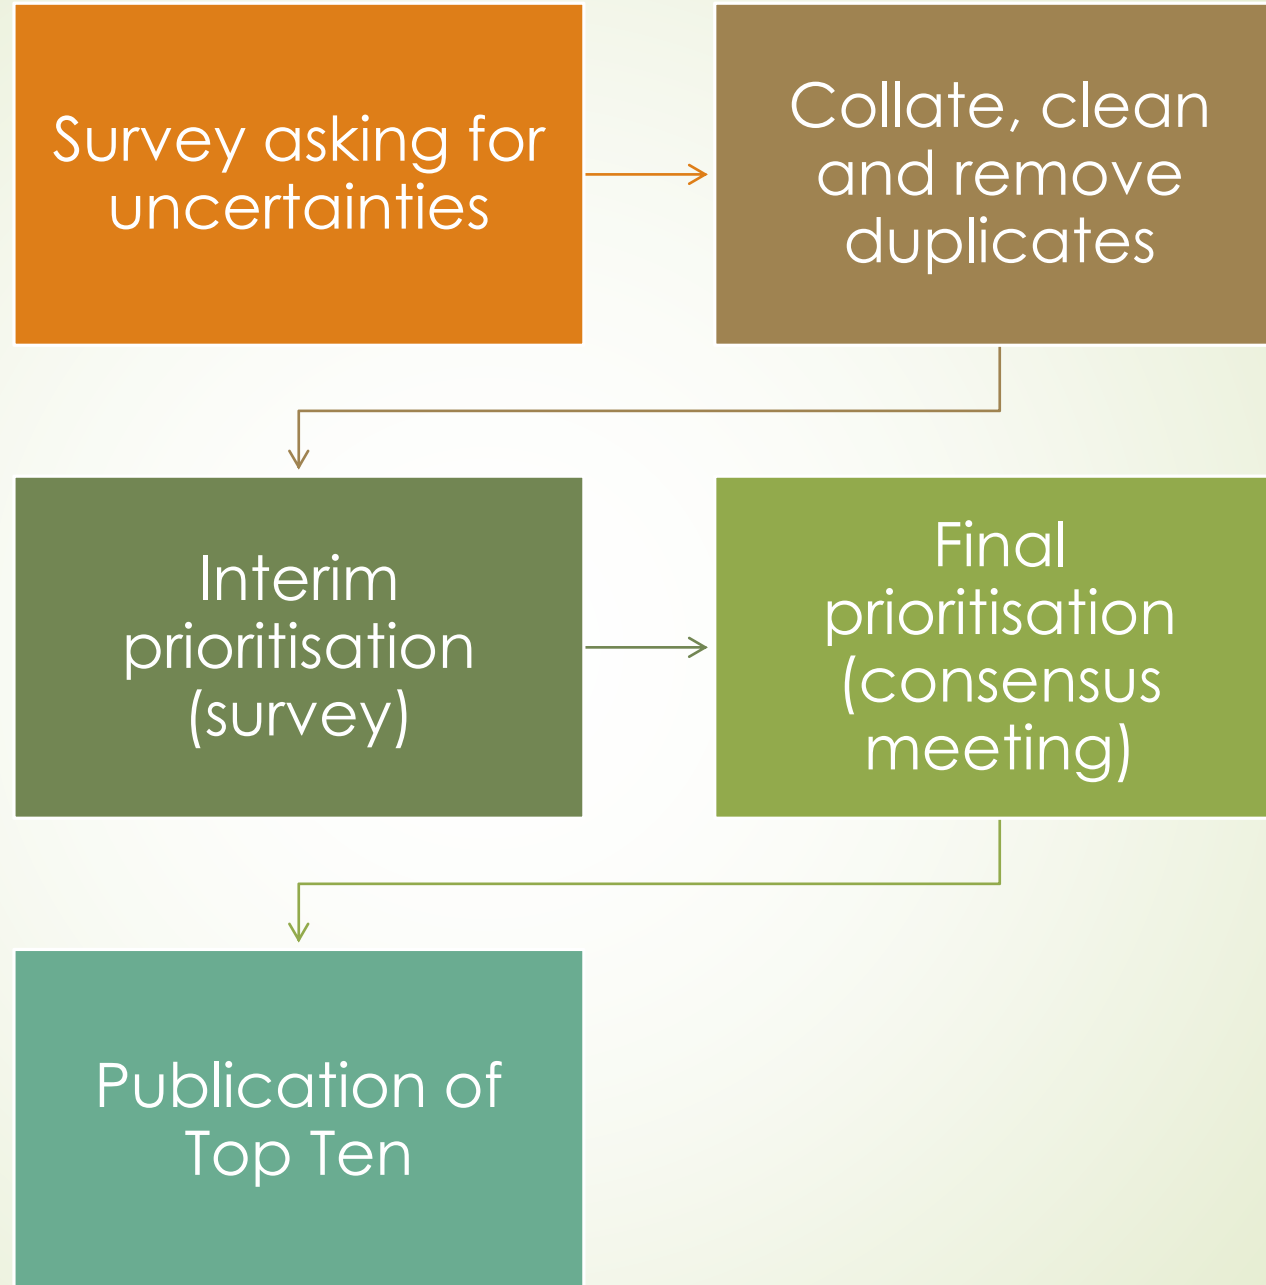 Survey asking for
uncertainties
Collate, clean
and remove
duplicates
Interim
prioritisation
(survey)
Final
prioritisation
(consensus
meeting)
Publication of
Top Ten